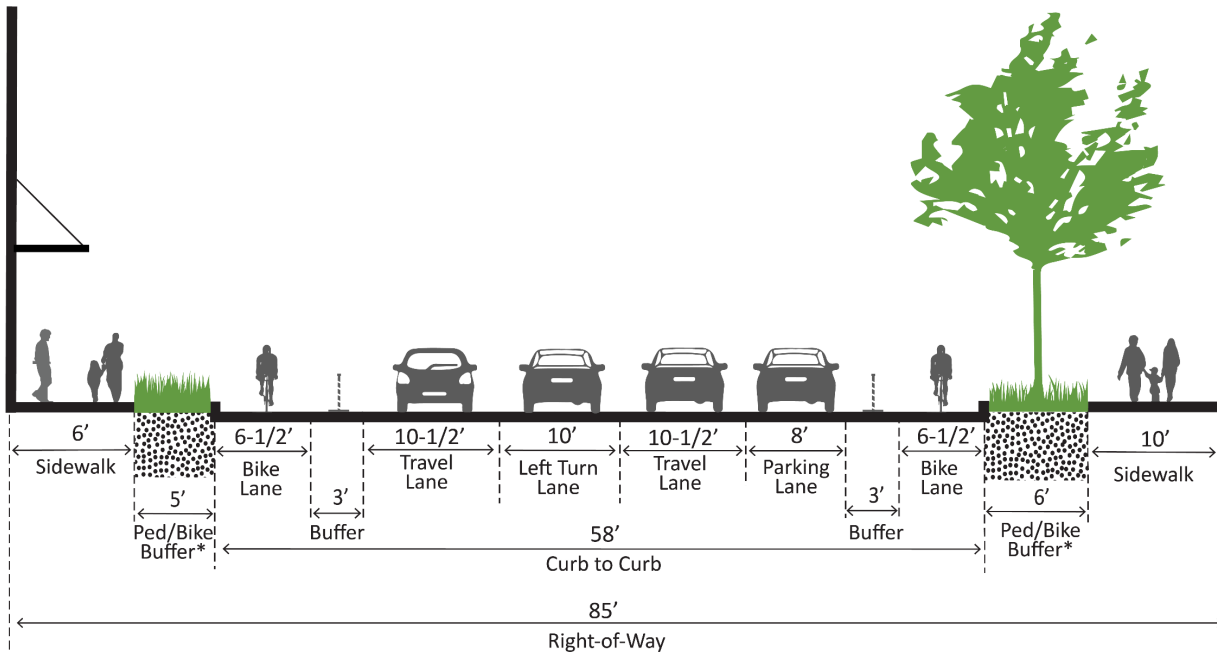 6’
Sidewalk
5’
Ped/Bike
Buffer*
6-1/2’
Bike
Lane
3’
Buffer
10-1/2’
Travel
Lane
10’
Left Turn
Lane
10-1/2’
Travel
Lane
8’
Parking
Lane
3’
Buffer
6-1/2’
Bike
Lane
6’
Ped/Bike
Buffer*
10’
Sidewalk
58’
Curb to Curb
85’
Right-of-Way